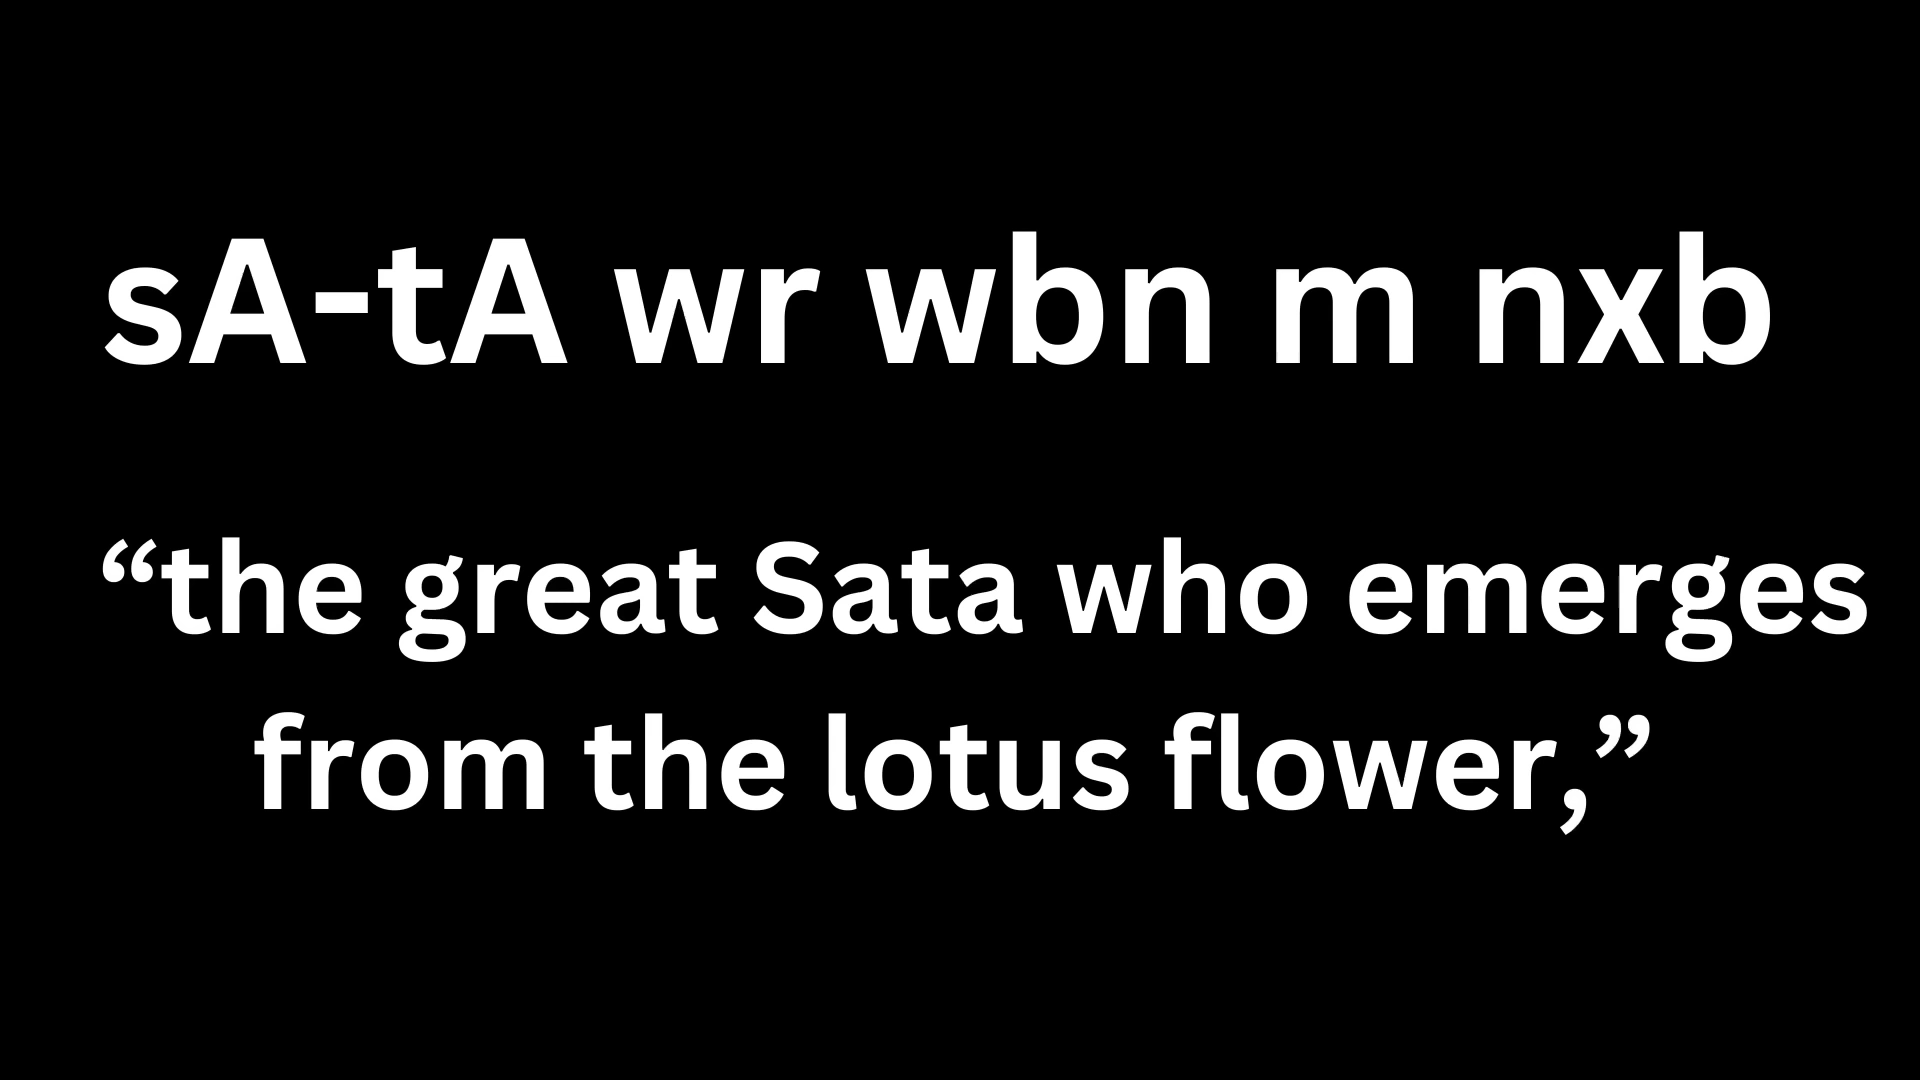 sA-tA wr wbn m nxb
“the great Sata who emerges
from the lotus flower,”